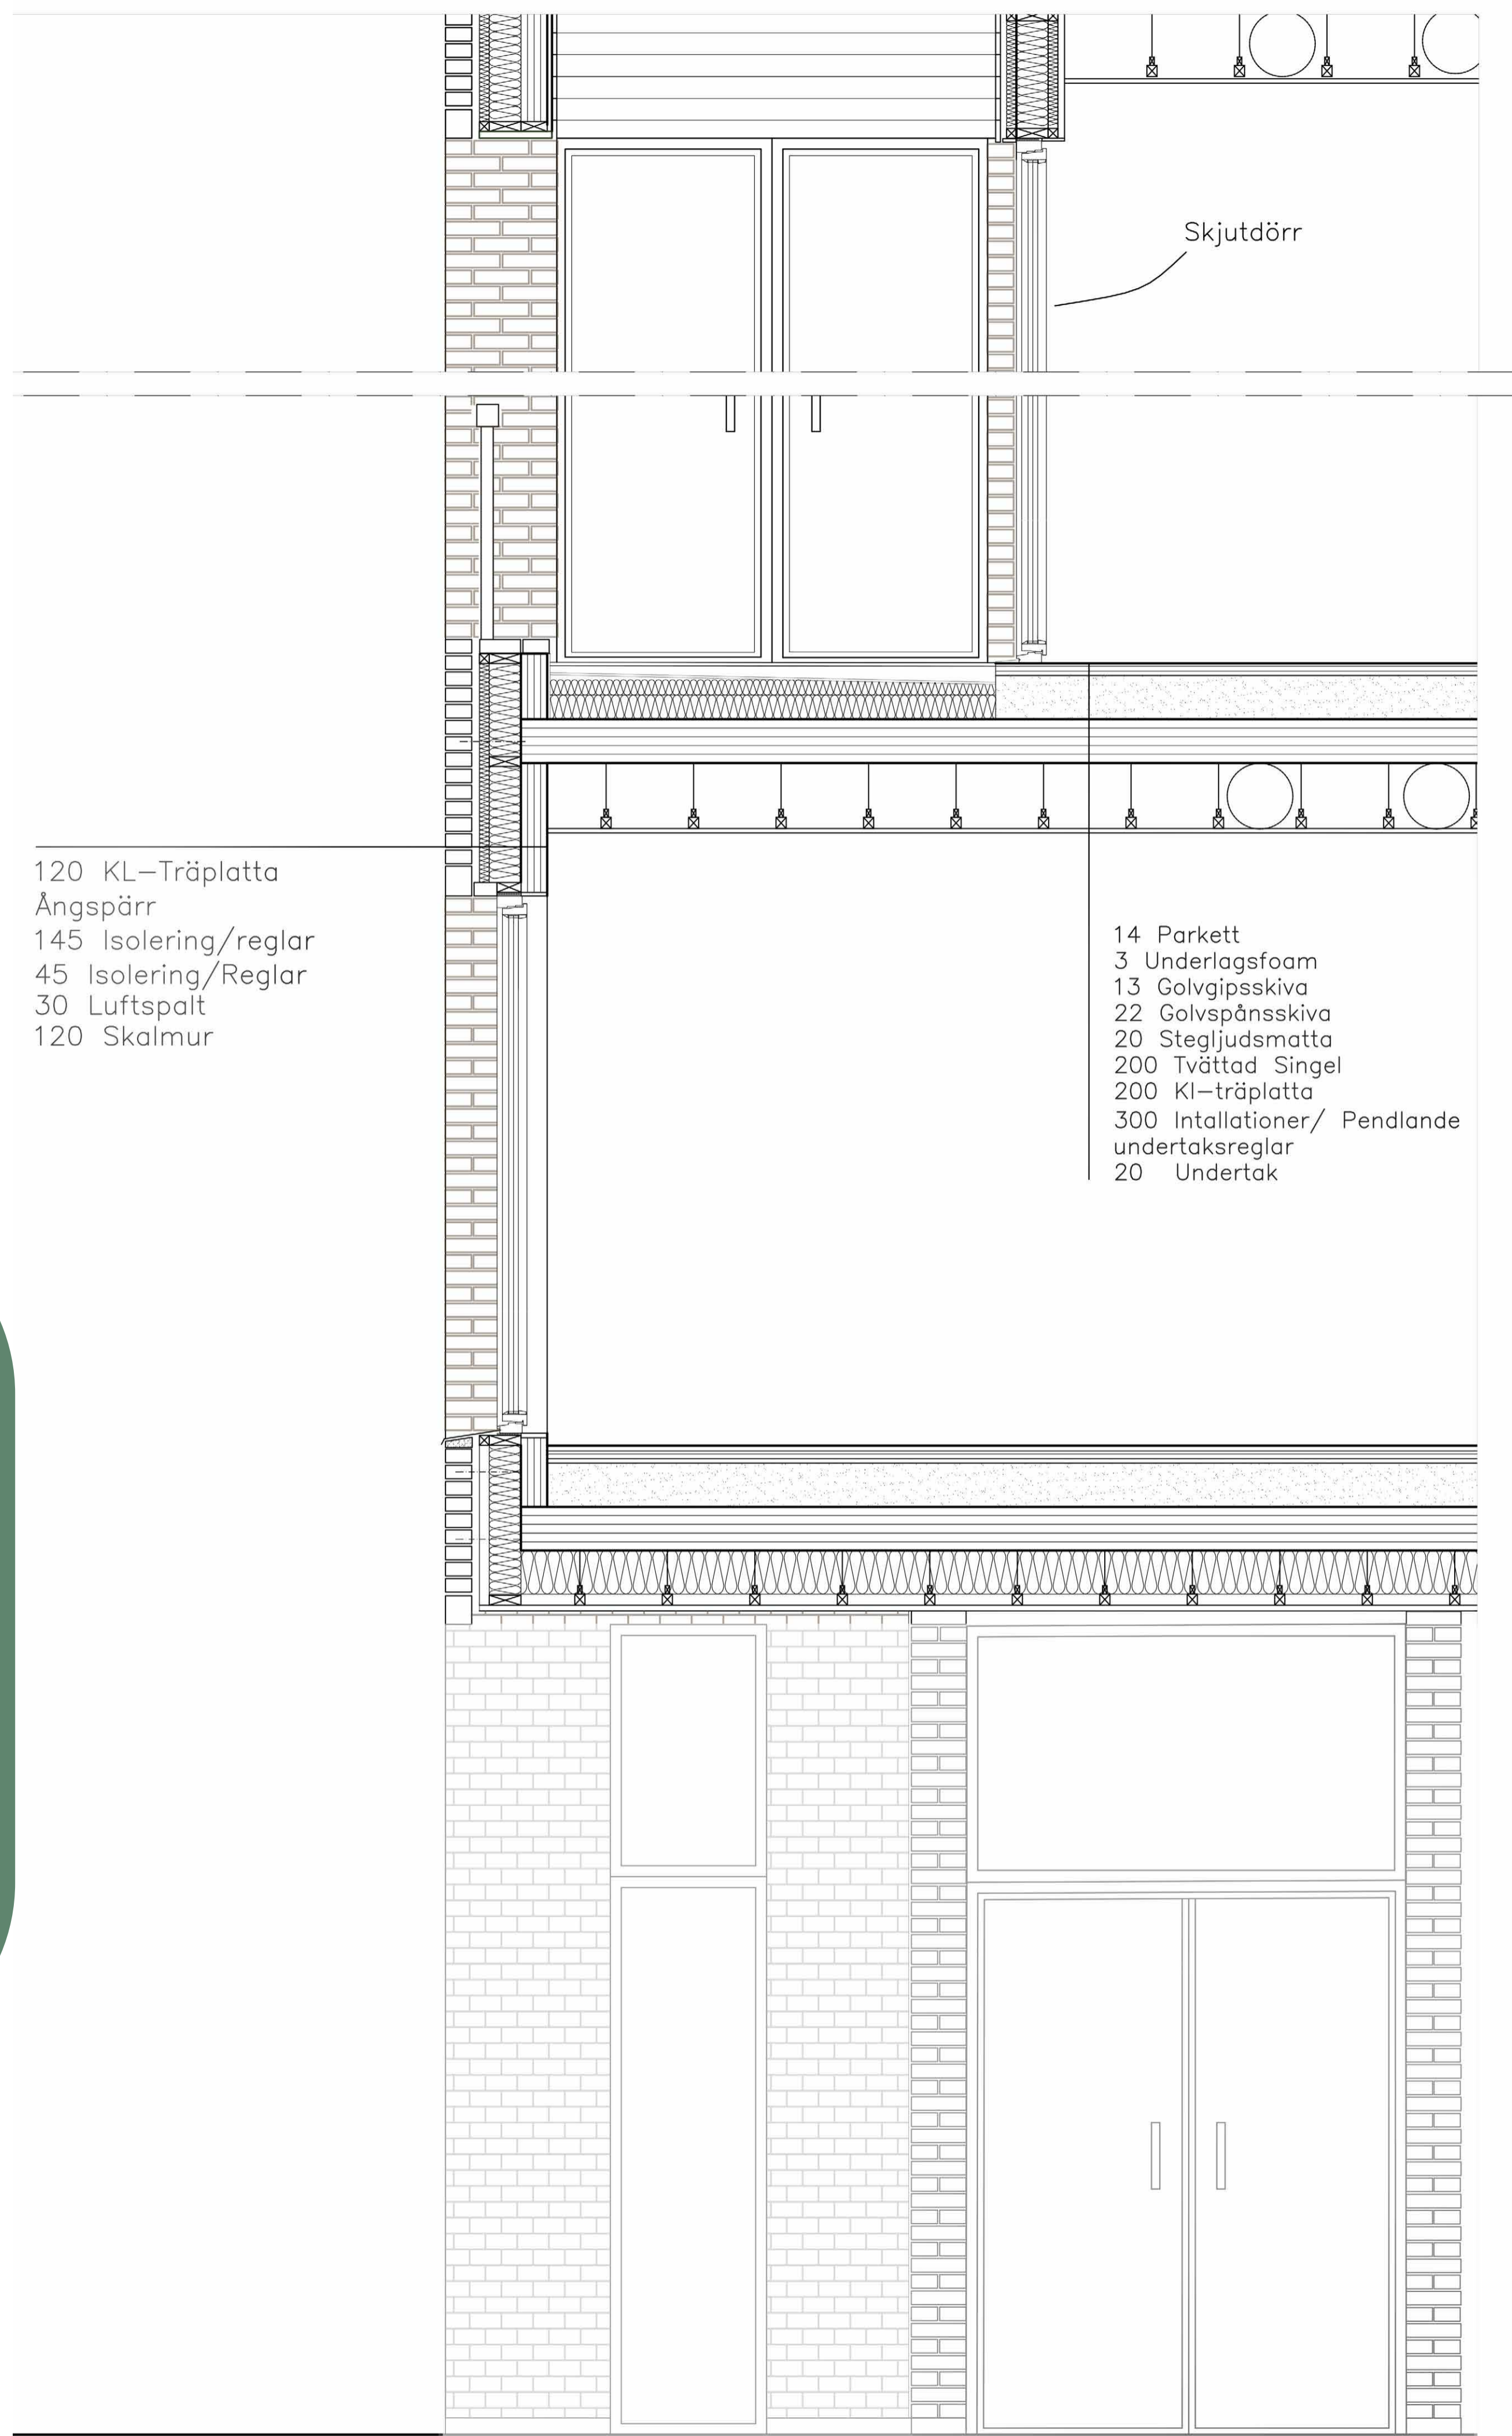 Skjutdörr
120 KL-Träplatta
Ångspärr
145 Isolering/reglar
45 Isolering/Reglar
30 Luftspalt
120 Skalmur
14 Parkett
3 Underlagsfoam
13 Golvgipsskiva
22 Golvspånsskiva
20 Stegljudsmatta
200 Tvättad Singel
200 Kl-träplatta
300 Intallationer/ Pendlande
undertaksreglar
20 Undertak